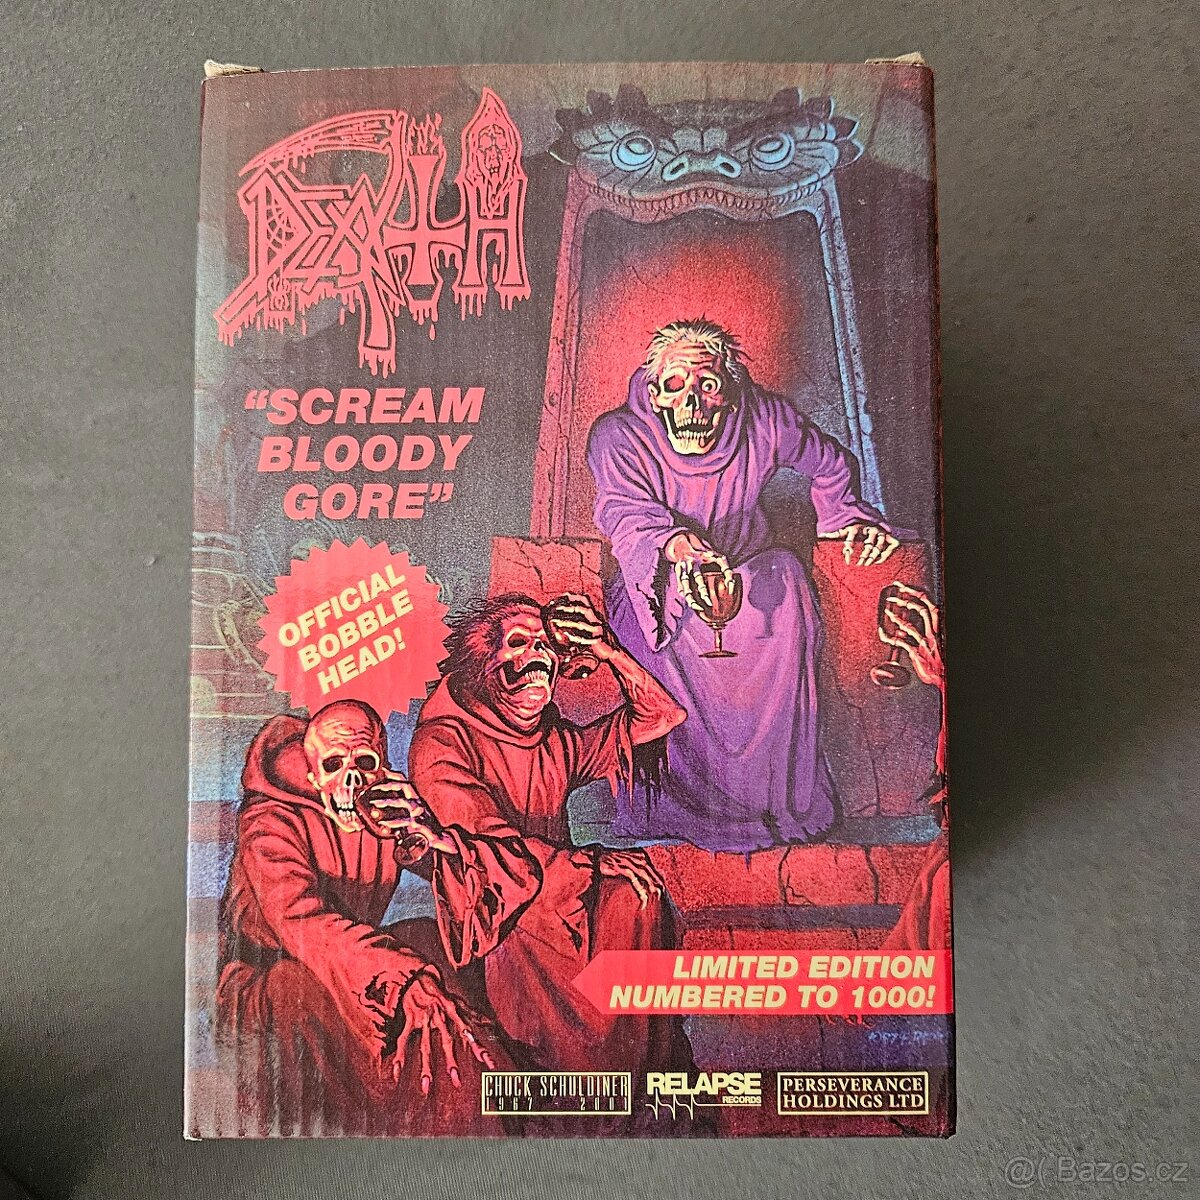 DEATH
“SCREAM
BLOODY
GORE”
OFFICIAL
BOBBLE
HEAD!
LIMITED EDITION
NUMBERED TO 1000!
CHUCK SCHULDINER
1967 - 2001
RELAPSE
RECORDS
PERSEVERANCE
HOLDINGS LTD
@( Bazos.cz